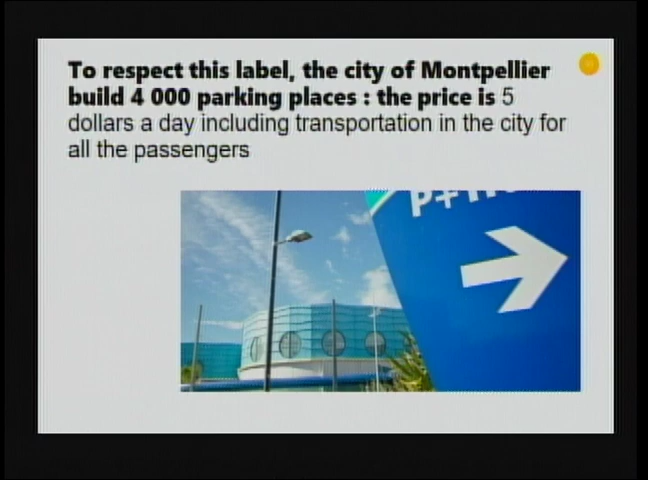 To respect this label, the city of Montpellier
build 4 000 parking places : the price is 5
dollars a day including transportation in the city for
all the passengers